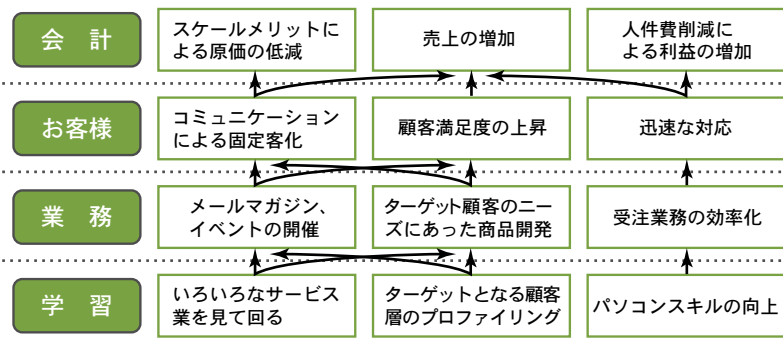 会 計
スケールメリットに
よる原価の低減
売上の増加
人件費削減に
よる利益の増加
お客様
コミュニケーション
による固定客化
顧客満足度の上昇
迅速な対応
業 務
メールマガジン、
イベントの開催
ターゲット顧客のニー
ズにあった商品開発
受注業務の効率化
学 習
いろいろなサービス
業を見て回る
ターゲットとなる顧客
層のプロファイリング
パソコンスキルの向上